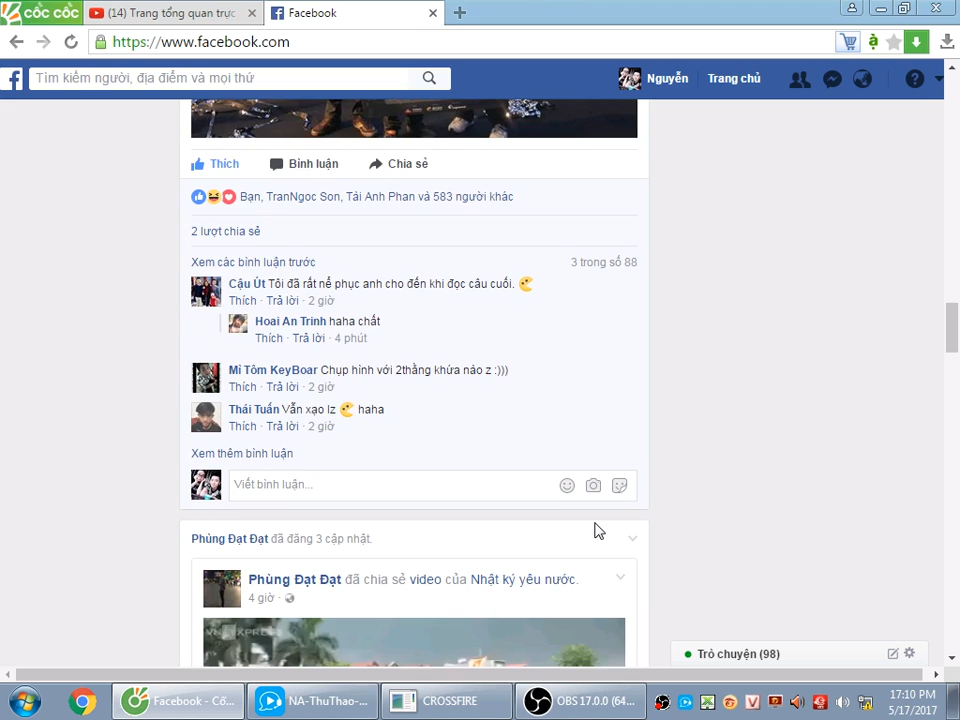 CỐC CỐC
(14) Trang tổng quan trực
Facebook
https://www.facebook.com
Tìm kiếm người, địa điểm và mọi thứ
Nguyễn
Trang chủ
Thích Bình luận Chia sẻ
Bạn, TranNgoc Son, Tải Anh Phan và 583 người khác
2 lượt chia sẻ
Xem các bình luận trước 3 trong số 88
Cậu Út Tôi đã rất nể phục anh cho đến khi đọc câu cuối.
Thích · Trả lời · 2 giờ
Hoai An Trinh haha chất
Thích · Trả lời · 4 phút
Mì Tôm KeyBoar Chụp hình với 2thằng khứa nào z :)))
Thích · Trả lời · 2 giờ
Thái Tuấn Vẫn xạo lz haha
Thích · Trả lời · 2 giờ
Xem thêm bình luận
Viết bình luận...
Phùng Đạt Đạt đã đăng 3 cập nhật.
Phùng Đạt Đạt đã chia sẻ video của Nhật ký yêu nước.
4 giờ ·
VNEXPRESS
Trò chuyện (98)
Facebook - Cố...
NA-ThuThao-...
CROSSFIRE
OBS 17.0.0 (64...
17:10 PM
5/17/2017